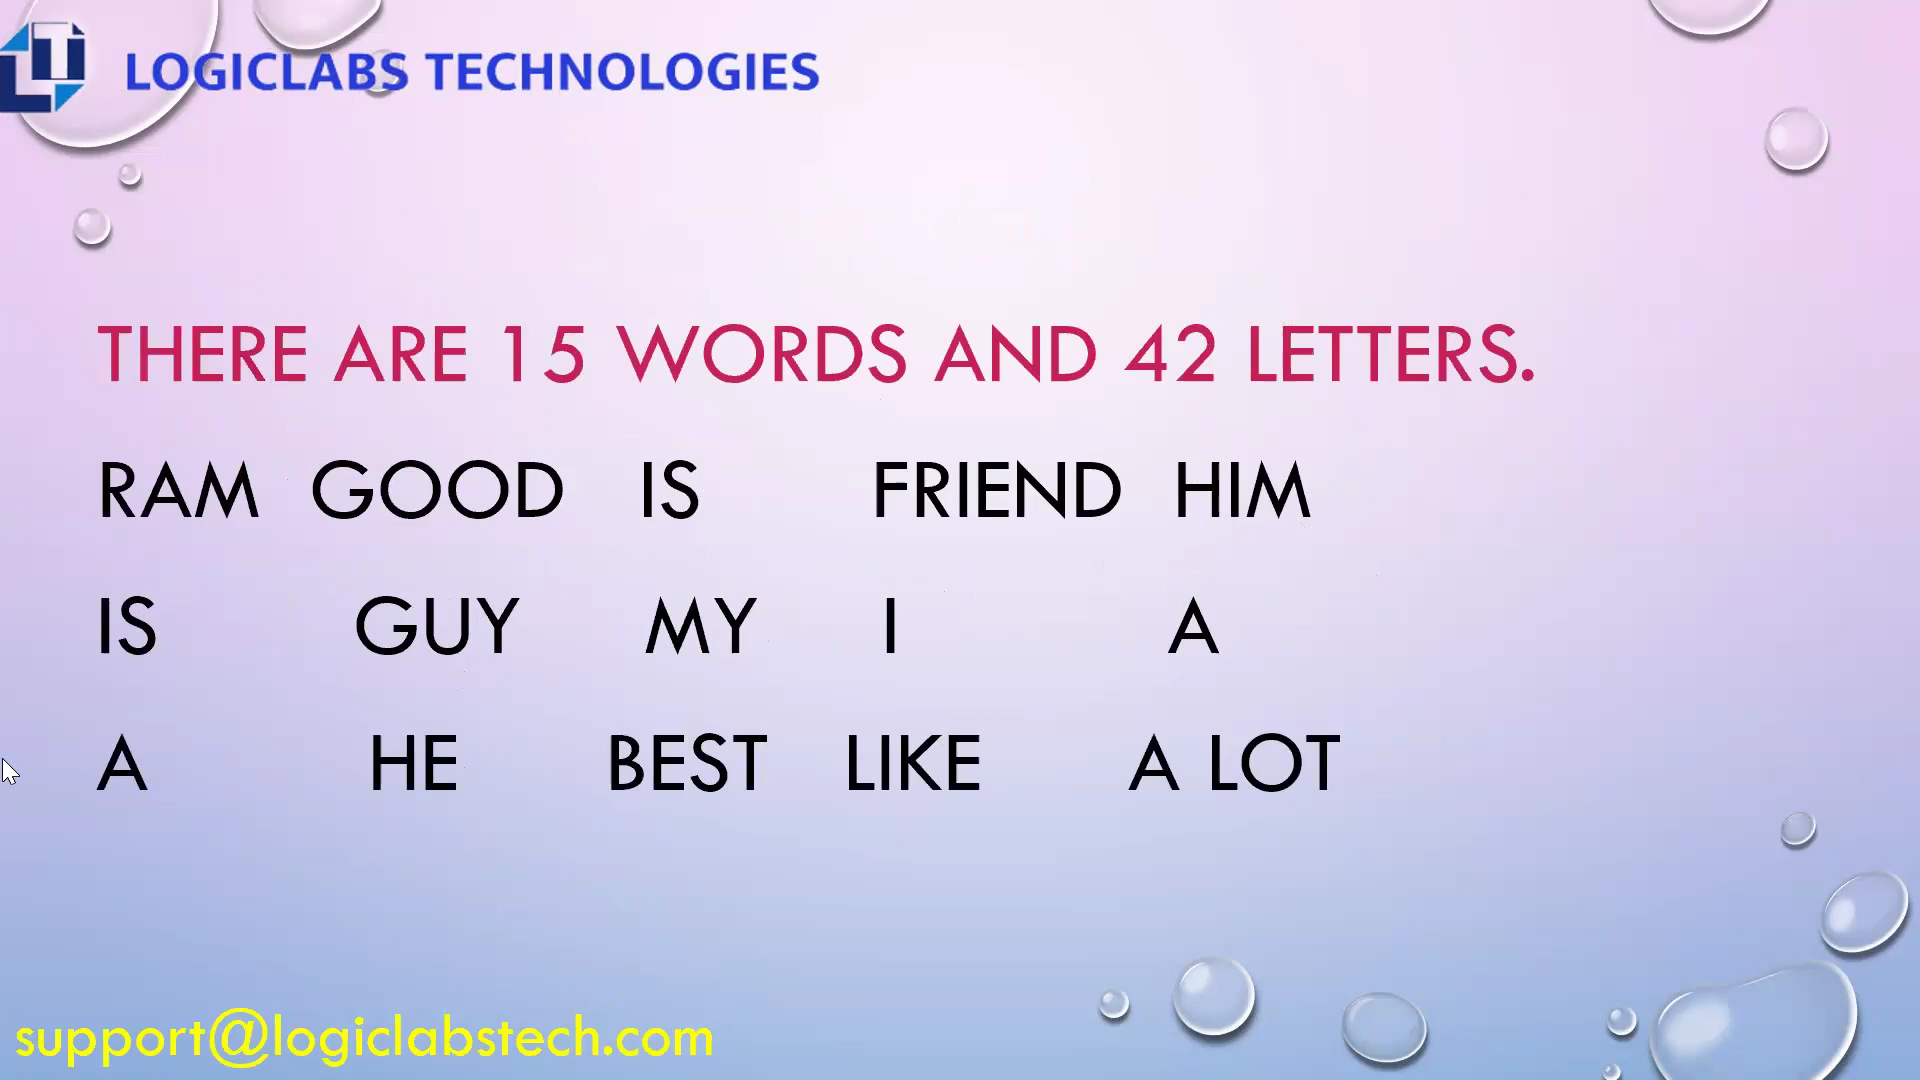 LOGICLABS TECHNOLOGIES
THERE ARE 15 WORDS AND 42 LETTERS.
RAM GOOD IS FRIEND HIM
IS GUY MY I A
A HE BEST LIKE A LOT
support@logiclabstech.com